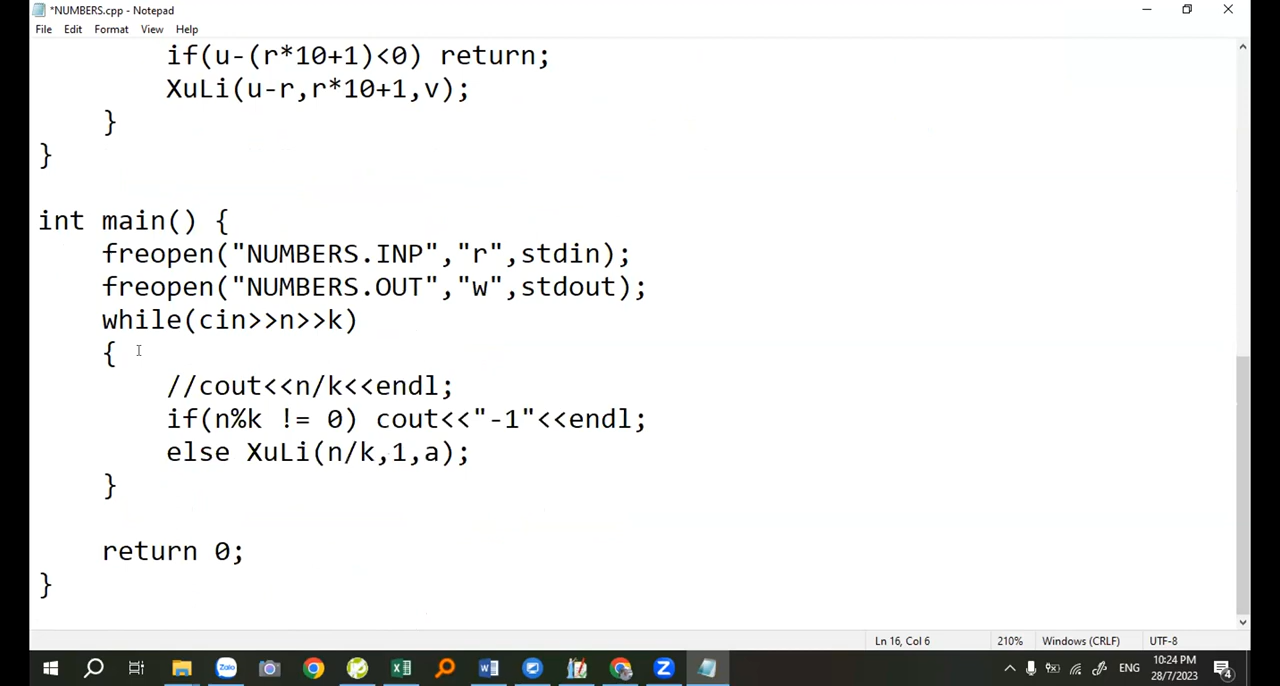 *NUMBERS.cpp - Notepad
File Edit Format View Help
if(u-(r*10+1)<0) return;
XuLi(u-r,r*10+1,v);
}
}
int main() {
freopen("NUMBERS.INP","r",stdin);
freopen("NUMBERS.OUT","w",stdout);
while(cin>>n>>k)
{
//cout<<n/k<<endl;
if(n%k != 0) cout<<"-1"<<endl;
else XuLi(n/k,1,a);
}
return 0;
}
Ln 16, Col 6 210% Windows (CRLF) UTF-8
Zalo ENG 10:24 PM
28/7/2023 4